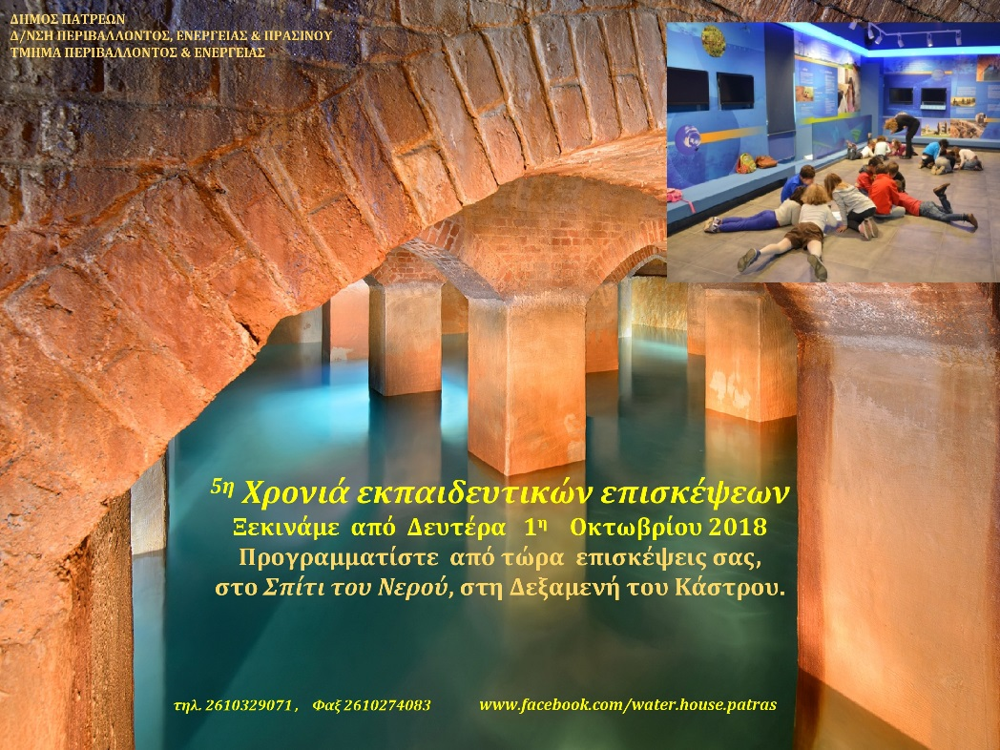 ΔΗΜΟΣ ΠΑΤΡΕΩΝ
Δ/ΝΣΗ ΠΕΡΙΒΑΛΛΟΝΤΟΣ, ΕΝΕΡΓΕΙΑΣ & ΠΡΑΣΙΝΟΥ
ΤΜΗΜΑ ΠΕΡΙΒΑΛΛΟΝΤΟΣ & ΕΝΕΡΓΕΙΑΣ
5η Χρονιά εκπαιδευτικών επισκέψεων
Ξεκινάμε από Δευτέρα 1η Οκτωβρίου 2018
Προγραμματίστε από τώρα επισκέψεις σας,
στο Σπίτι του Νερού, στη Δεξαμενή του Κάστρου.
τηλ. 2610329071 , Φαξ 2610274083 www.facebook.com/water.house.patras